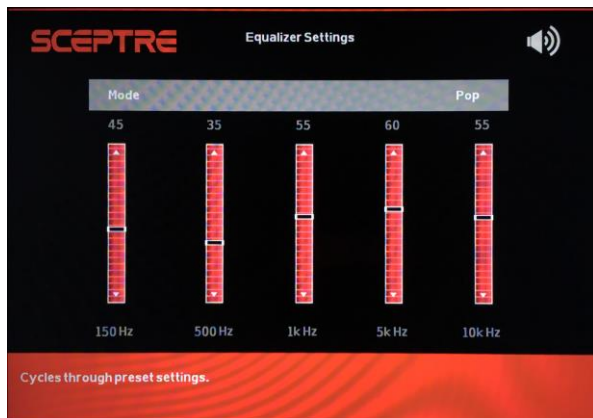 SCEPTRE
Equalizer Settings
Mode Pop
45 35 55 60 55
150 Hz 500 Hz 1k Hz 5k Hz 10k Hz
Cycles through preset settings.